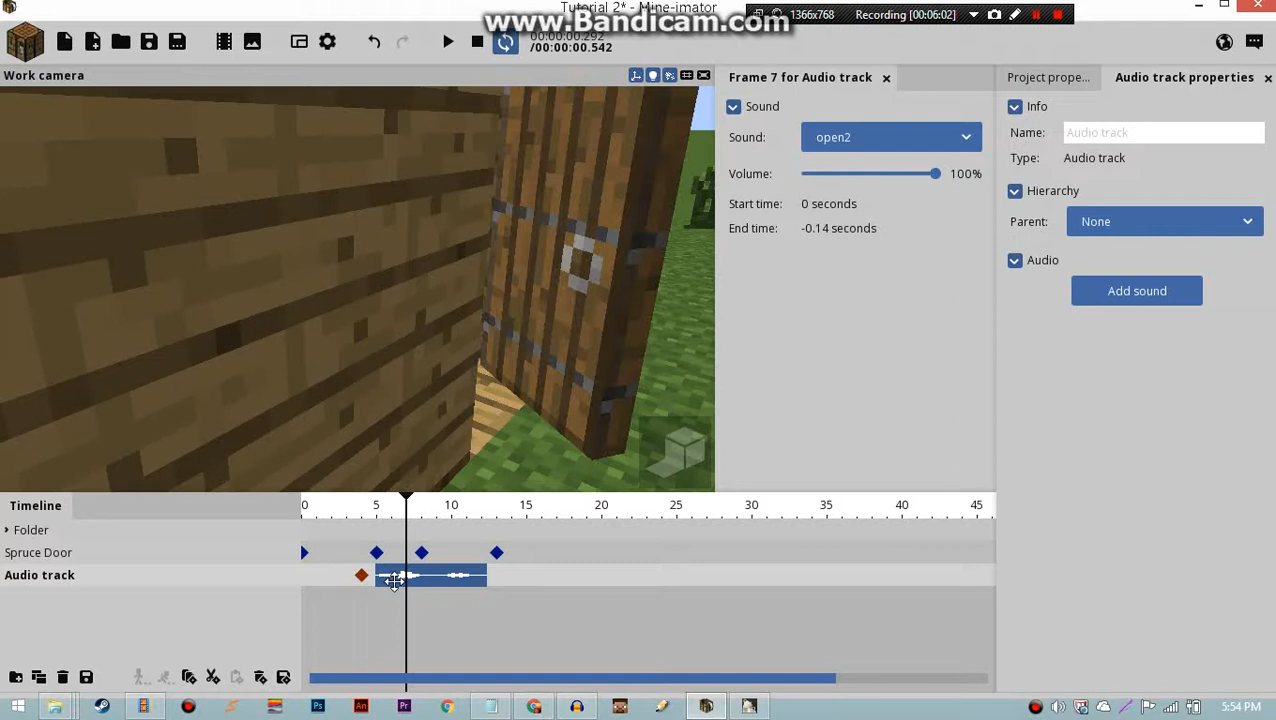 Tutorial 2* - Mine-imator
www.Bandicam.com
1366x768
Recording [00:06:02]
00:00:00.292
/00:00:00.542
Work camera
Frame 7 for Audio track
Project prope...
Audio track properties
Sound
Sound:
open2
Volume:
100%
Start time:
0 seconds
End time:
-0.14 seconds
Info
Name:
Audio track
Type:
Audio track
Hierarchy
Parent:
None
Audio
Add sound
Timeline
0
5
10
15
20
25
30
35
40
45
Folder
Spruce Door
Audio track
Ps
An
Pr
5:54 PM